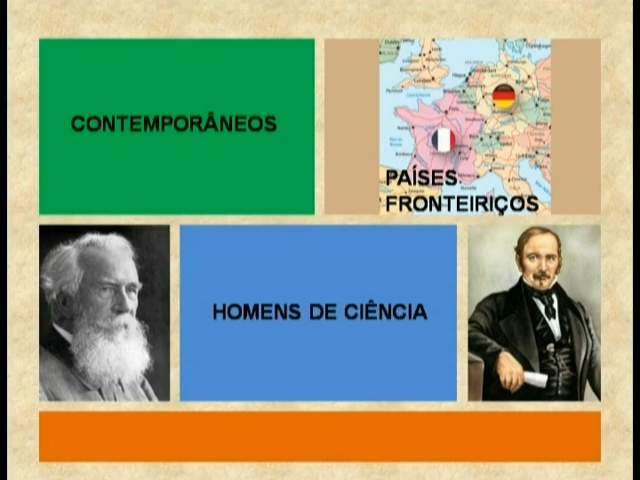 CONTEMPORÂNEOS
PAÍSES
FRONTEIRIÇOS
HOMENS DE CIÊNCIA